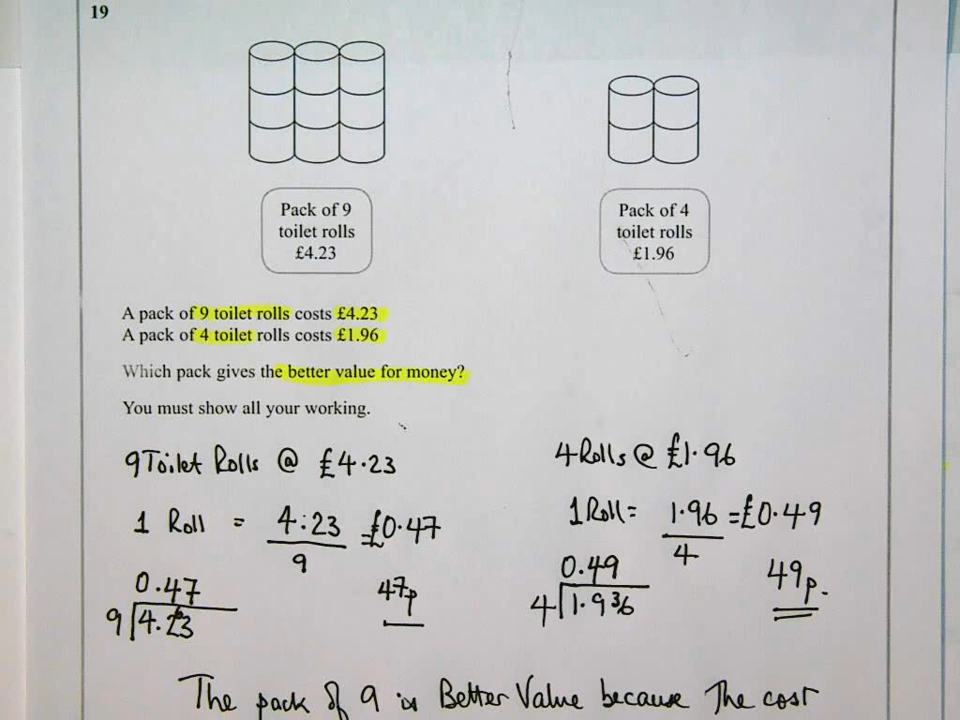 19
Pack of 9
toilet rolls
£4.23
Pack of 4
toilet rolls
£1.96
A pack of 9 toilet rolls costs £4.23
A pack of 4 toilet rolls costs £1.96
Which pack gives the better value for money?
You must show all your working.
9 Toilet Rolls @ £4.23
1 Roll = 4.23 = £0.47
9
47p
0.47
9 4.263
4 Rolls @ £1.96
1 Roll = 1.96 = £0.49
4
49p.
0.49
4 1.936
The pack of 9 is Better Value because The cost